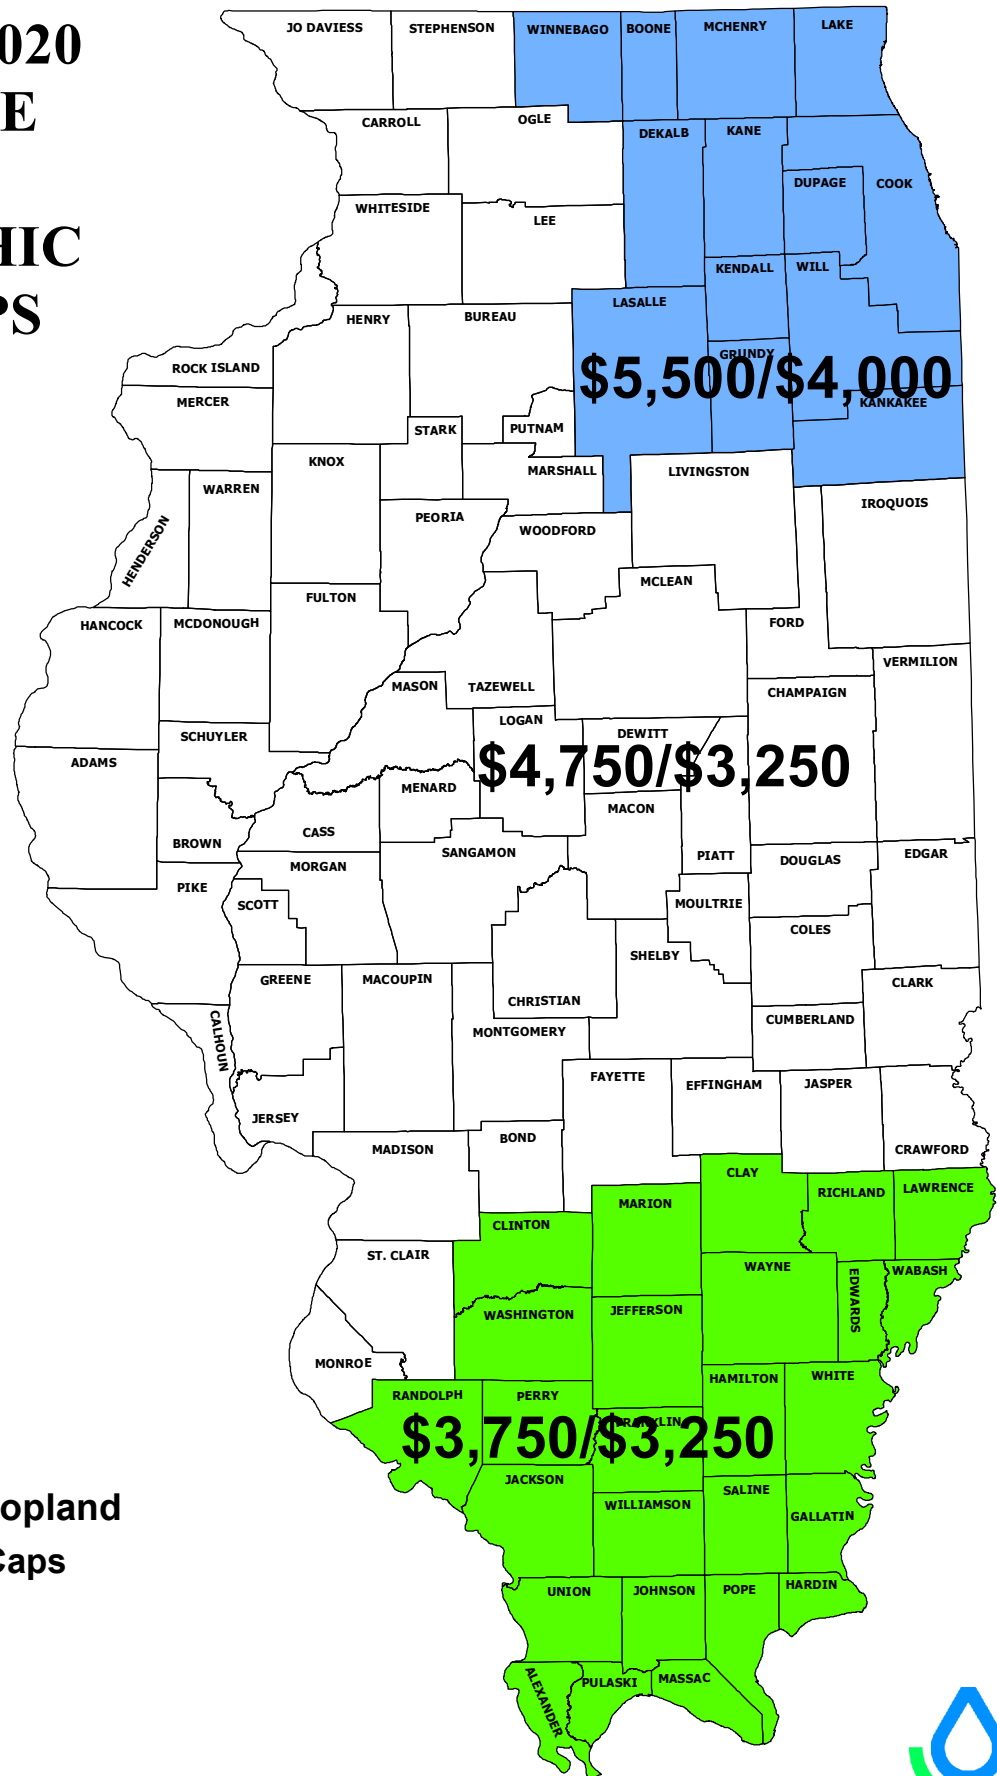 020
E
HIC
PS
JO DAVIESS
STEPHENSON
WINNEBAGO
BOONE
MCHENRY
LAKE
CARROLL
OGLE
DEKALB
KANE
DUPAGE
COOK
WHITESIDE
LEE
KENDALL
WILL
LASALLE
HENRY
BUREAU
GRUNDY
ROCK ISLAND
$5,500/$4,000
MERCER
KANKAKEE
STARK
PUTNAM
KNOX
MARSHALL
LIVINGSTON
WARREN
IROQUOIS
PEORIA
WOODFORD
HENDERSON
MCLEAN
FULTON
HANCOCK
MCDONOUGH
FORD
VERMILION
MASON
TAZEWELL
CHAMPAIGN
LOGAN
DEWITT
SCHUYLER
ADAMS
$4,750/$3,250
MENARD
MACON
CASS
BROWN
SANGAMON
PIATT
DOUGLAS
EDGAR
MORGAN
PIKE
SCOTT
MOULTRIE
COLES
SHELBY
GREENE
MACOUPIN
CLARK
CHRISTIAN
CUMBERLAND
MONTGOMERY
CALHOUN
FAYETTE
EFFINGHAM
JASPER
JERSEY
BOND
MADISON
CRAWFORD
CLAY
RICHLAND
LAWRENCE
MARION
CLINTON
ST. CLAIR
WAYNE
WABASH
EDWARDS
WASHINGTON
JEFFERSON
MONROE
HAMILTON
WHITE
RANDOLPH
PERRY
FRANKLIN
$3,750/$3,250
JACKSON
SALINE
WILLIAMSON
opland
GALLATIN
Caps
UNION
JOHNSON
POPE
HARDIN
ALEXANDER
PULASKI
MASSAC